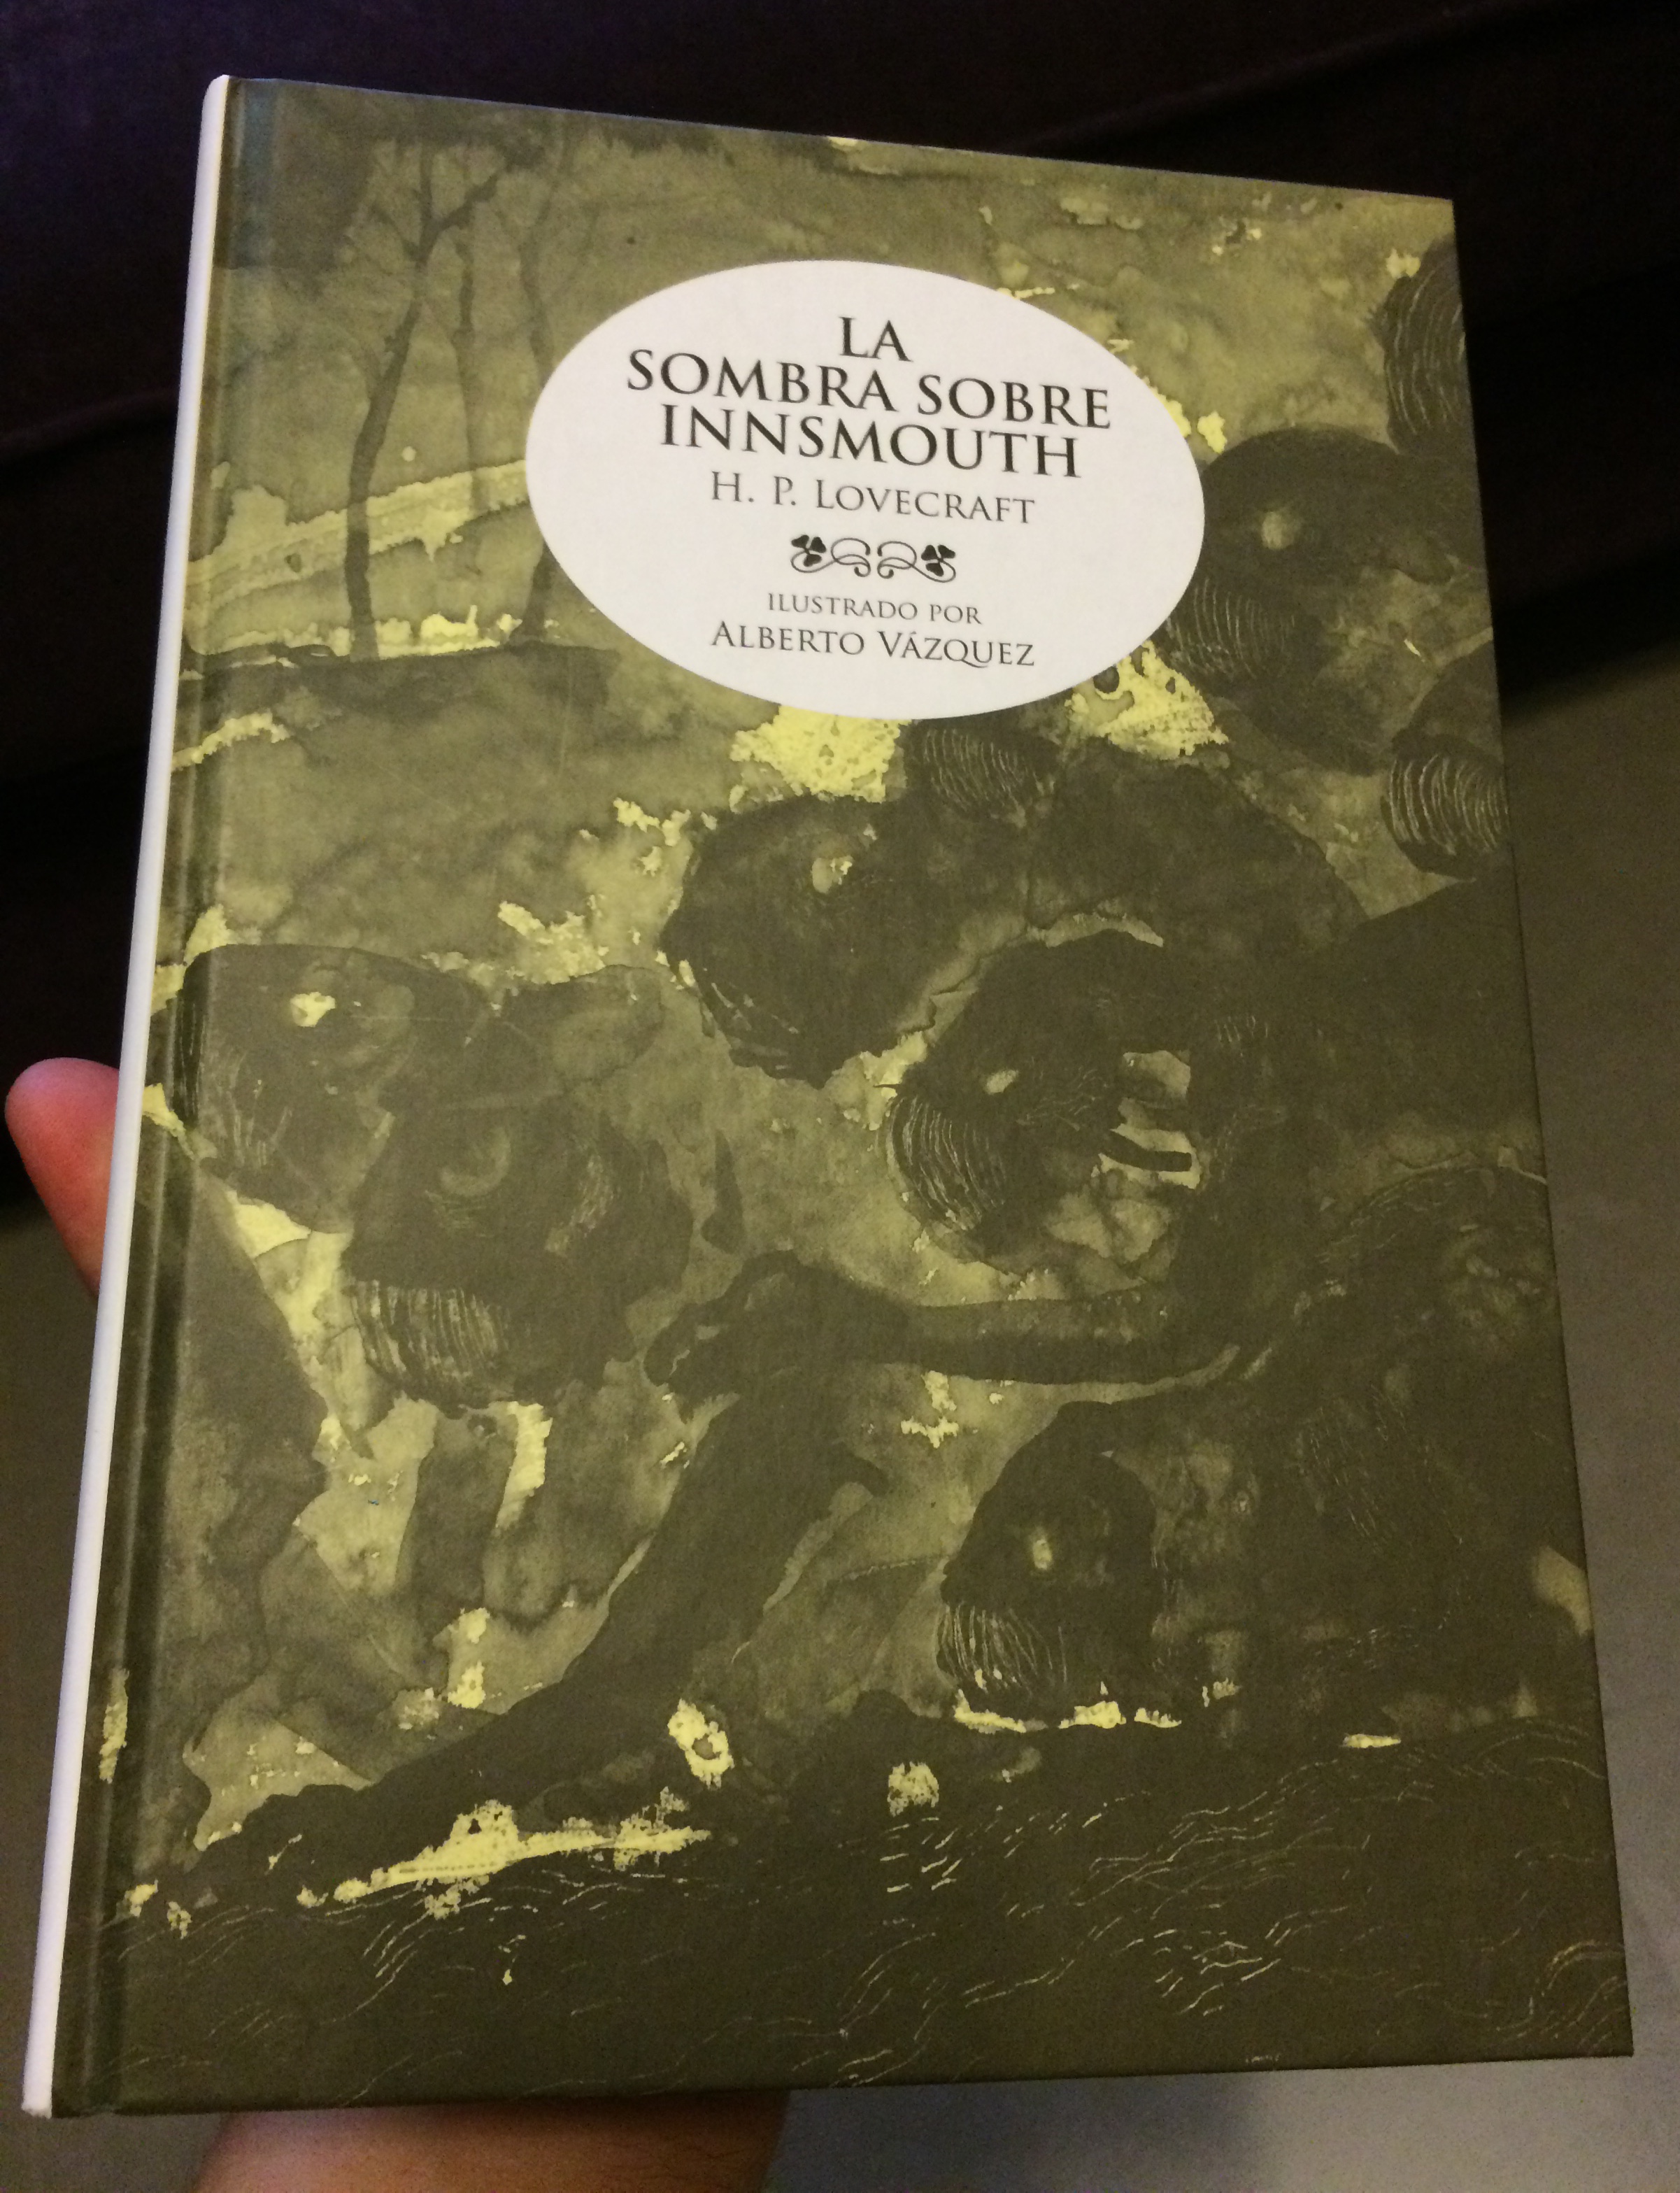 LA
SOMBRA SOBRE
INNSMOUTH
H. P. LOVECRAFT
ILUSTRADO POR
ALBERTO VÁZQUEZ